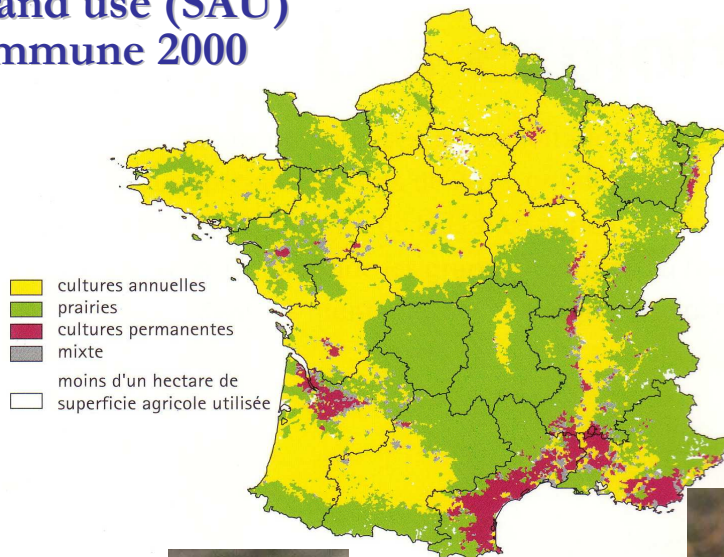 and use (SAU)
mmune 2000
cultures annuelles
prairies
cultures permanentes
mixte
moins d'un hectare de
superficie agricole utilisée